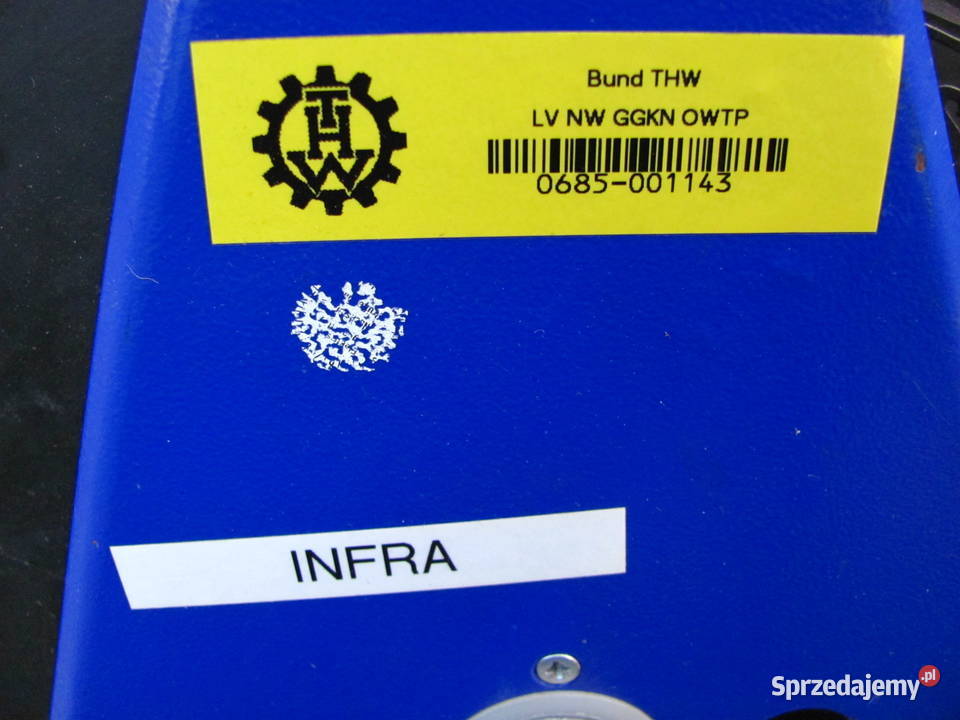 THW
Bund THW
LV NW GGKN OWTP
0685-001143
INFRA
Sprzedajemy.pl